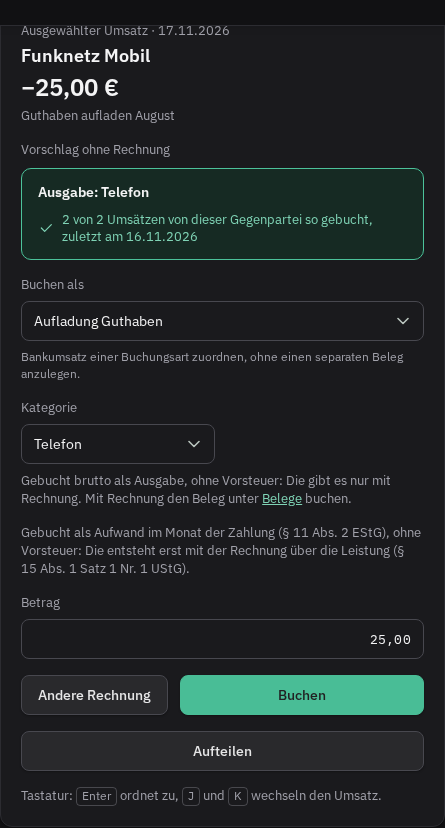 Ausgewählter Umsatz · 17.11.2026
Funknetz Mobil
−25,00 €
Guthaben aufladen August
Vorschlag ohne Rechnung
Ausgabe: Telefon
2 von 2 Umsätzen von dieser Gegenpartei so gebucht,
zuletzt am 16.11.2026
Buchen als
Aufladung Guthaben
Bankumsatz einer Buchungsart zuordnen, ohne einen separaten Beleg
anzulegen.
Kategorie
Telefon
Gebucht brutto als Ausgabe, ohne Vorsteuer: Die gibt es nur mit
Rechnung. Mit Rechnung den Beleg unter Belege buchen.
Gebucht als Aufwand im Monat der Zahlung (§ 11 Abs. 2 EStG), ohne
Vorsteuer: Die entsteht erst mit der Rechnung über die Leistung (§
15 Abs. 1 Satz 1 Nr. 1 UStG).
Betrag
25,00
Andere Rechnung
Buchen
Aufteilen
Tastatur: Enter ordnet zu, J und K wechseln den Umsatz.